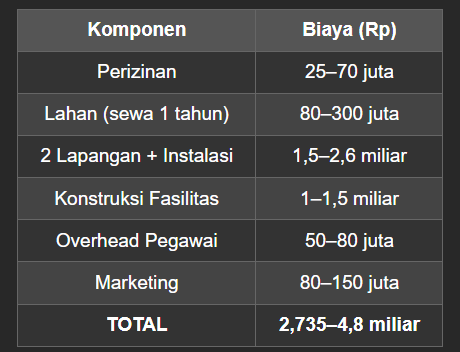 Komponen Biaya (Rp)
Perizinan 25–70 juta
Lahan (sewa 1 tahun) 80–300 juta
2 Lapangan + Instalasi 1,5–2,6 miliar
Konstruksi Fasilitas 1–1,5 miliar
Overhead Pegawai 50–80 juta
Marketing 80–150 juta
TOTAL 2,735–4,8 miliar